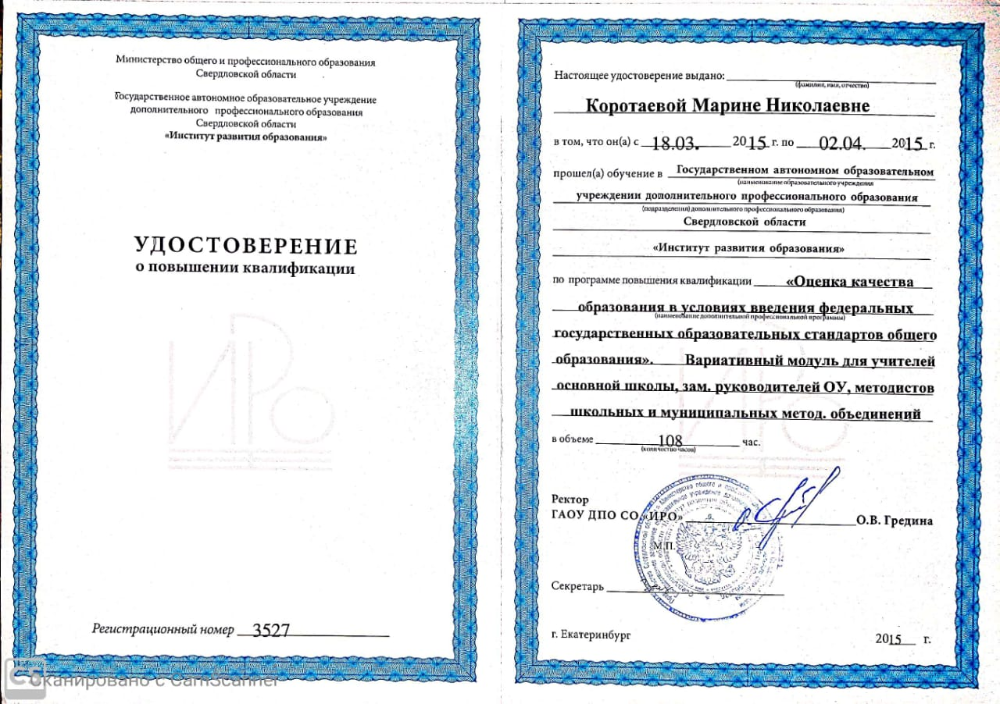 Министерство общего и профессионального образования
Свердловской области
Государственное автономное образовательное учреждение
дополнительного профессионального образования
Свердловской области
«Институт развития образования»
УДОСТОВЕРЕНИЕ
о повышении квалификации
ИРО
Регистрационный номер 3527
Настоящее удостоверение выдано:
(фамилия, имя, отчество)
Коротаевой Марине Николаевне
в том, что он(а) с 18.03. 2015 г. по 02.04. 2015 г.
прошел(а) обучение в Государственном автономном образовательном
(наименование образовательного учреждения
учреждении дополнительного профессионального образования
(подразделения) дополнительного профессионального образования)
Свердловской области
«Институт развития образования»
по программе повышения квалификации «Оценка качества
образования в условиях введения федеральных
(наименование дополнительной профессиональной программы)
государственных образовательных стандартов общего
образования». Вариативный модуль для учителей
основной школы, зам. руководителей ОУ, методистов
школьных и муниципальных метод. объединений
в объеме 108 час.
(количество часов)
Ректор
ГАОУ ДПО СО «ИРО» О.В. Гредина
М.П.
Секретарь
г. Екатеринбург 2015 г.
CS канировано с CamScanner